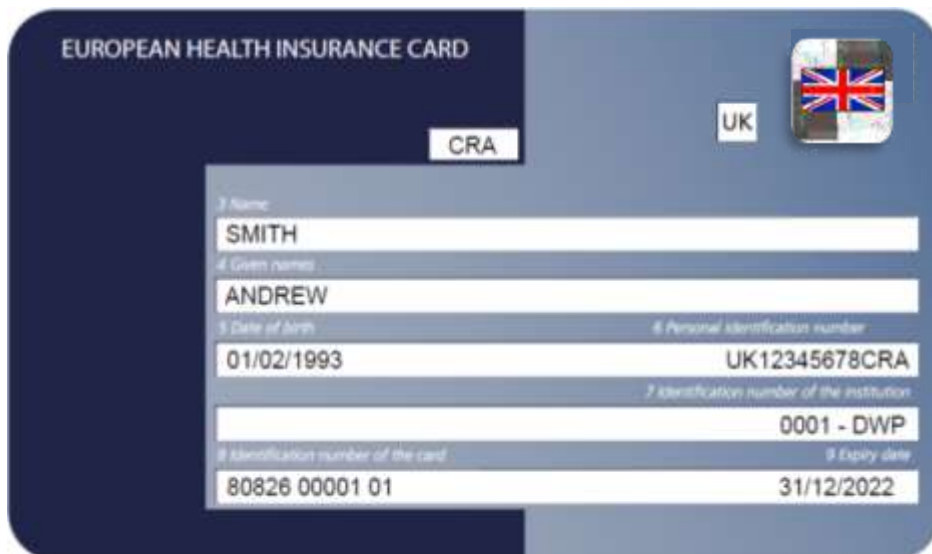 EUROPEAN HEALTH INSURANCE CARD
UK
CRA
3 Name
SMITH
4 Given names
ANDREW
5 Date of birth 6 Personal identification number
01/02/1993 UK12345678CRA
7 Identification number of the institution
0001 - DWP
8 Identification number of the card 9 Expiry date
80826 00001 01 31/12/2022